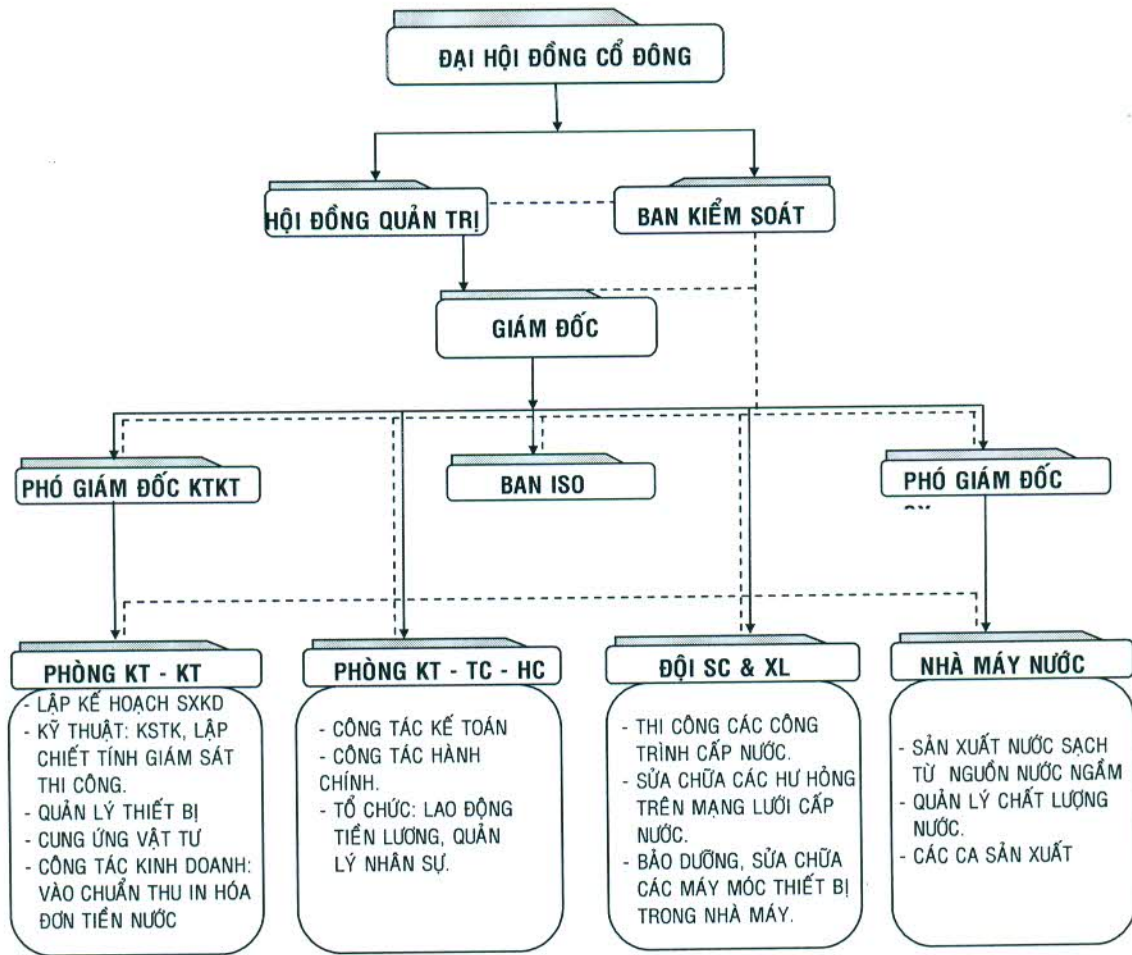 ĐẠI HỘI ĐỒNG CỔ ĐÔNG
HỘI ĐỒNG QUẢN TRỊ
BAN KIỂM SOÁT
GIÁM ĐỐC
PHÓ GIÁM ĐỐC KTKT
BAN ISO
PHÓ GIÁM ĐỐC
PHÒNG KT - KT
- LẬP KẾ HOẠCH SXKD
- KỸ THUẬT: KSTK, LẬP
CHIẾT TÍNH GIÁM SÁT
THI CÔNG.
- QUẢN LÝ THIẾT BỊ
- CUNG ỨNG VẬT TƯ
- CÔNG TÁC KINH DOANH:
VÀO CHUẨN THU IN HÓA
ĐƠN TIỀN NƯỚC
PHÒNG KT - TC - HC
- CÔNG TÁC KẾ TOÁN
- CÔNG TÁC HÀNH
CHÍNH.
- TỔ CHỨC: LAO ĐỘNG
TIỀN LƯƠNG, QUẢN
LÝ NHÂN SỰ.
ĐỘI SC & XL
- THI CÔNG CÁC CÔNG
TRÌNH CẤP NƯỚC.
- SỬA CHỮA CÁC HƯ HỎNG
TRÊN MẠNG LƯỚI CẤP
NƯỚC.
- BẢO DƯỠNG, SỬA CHỮA
CÁC MÁY MÓC THIẾT BỊ
TRONG NHÀ MÁY.
NHÀ MÁY NƯỚC
- SẢN XUẤT NƯỚC SẠCH
TỪ NGUỒN NƯỚC NGẦM
- QUẢN LÝ CHẤT LƯỢNG
NƯỚC.
- CÁC CA SẢN XUẤT